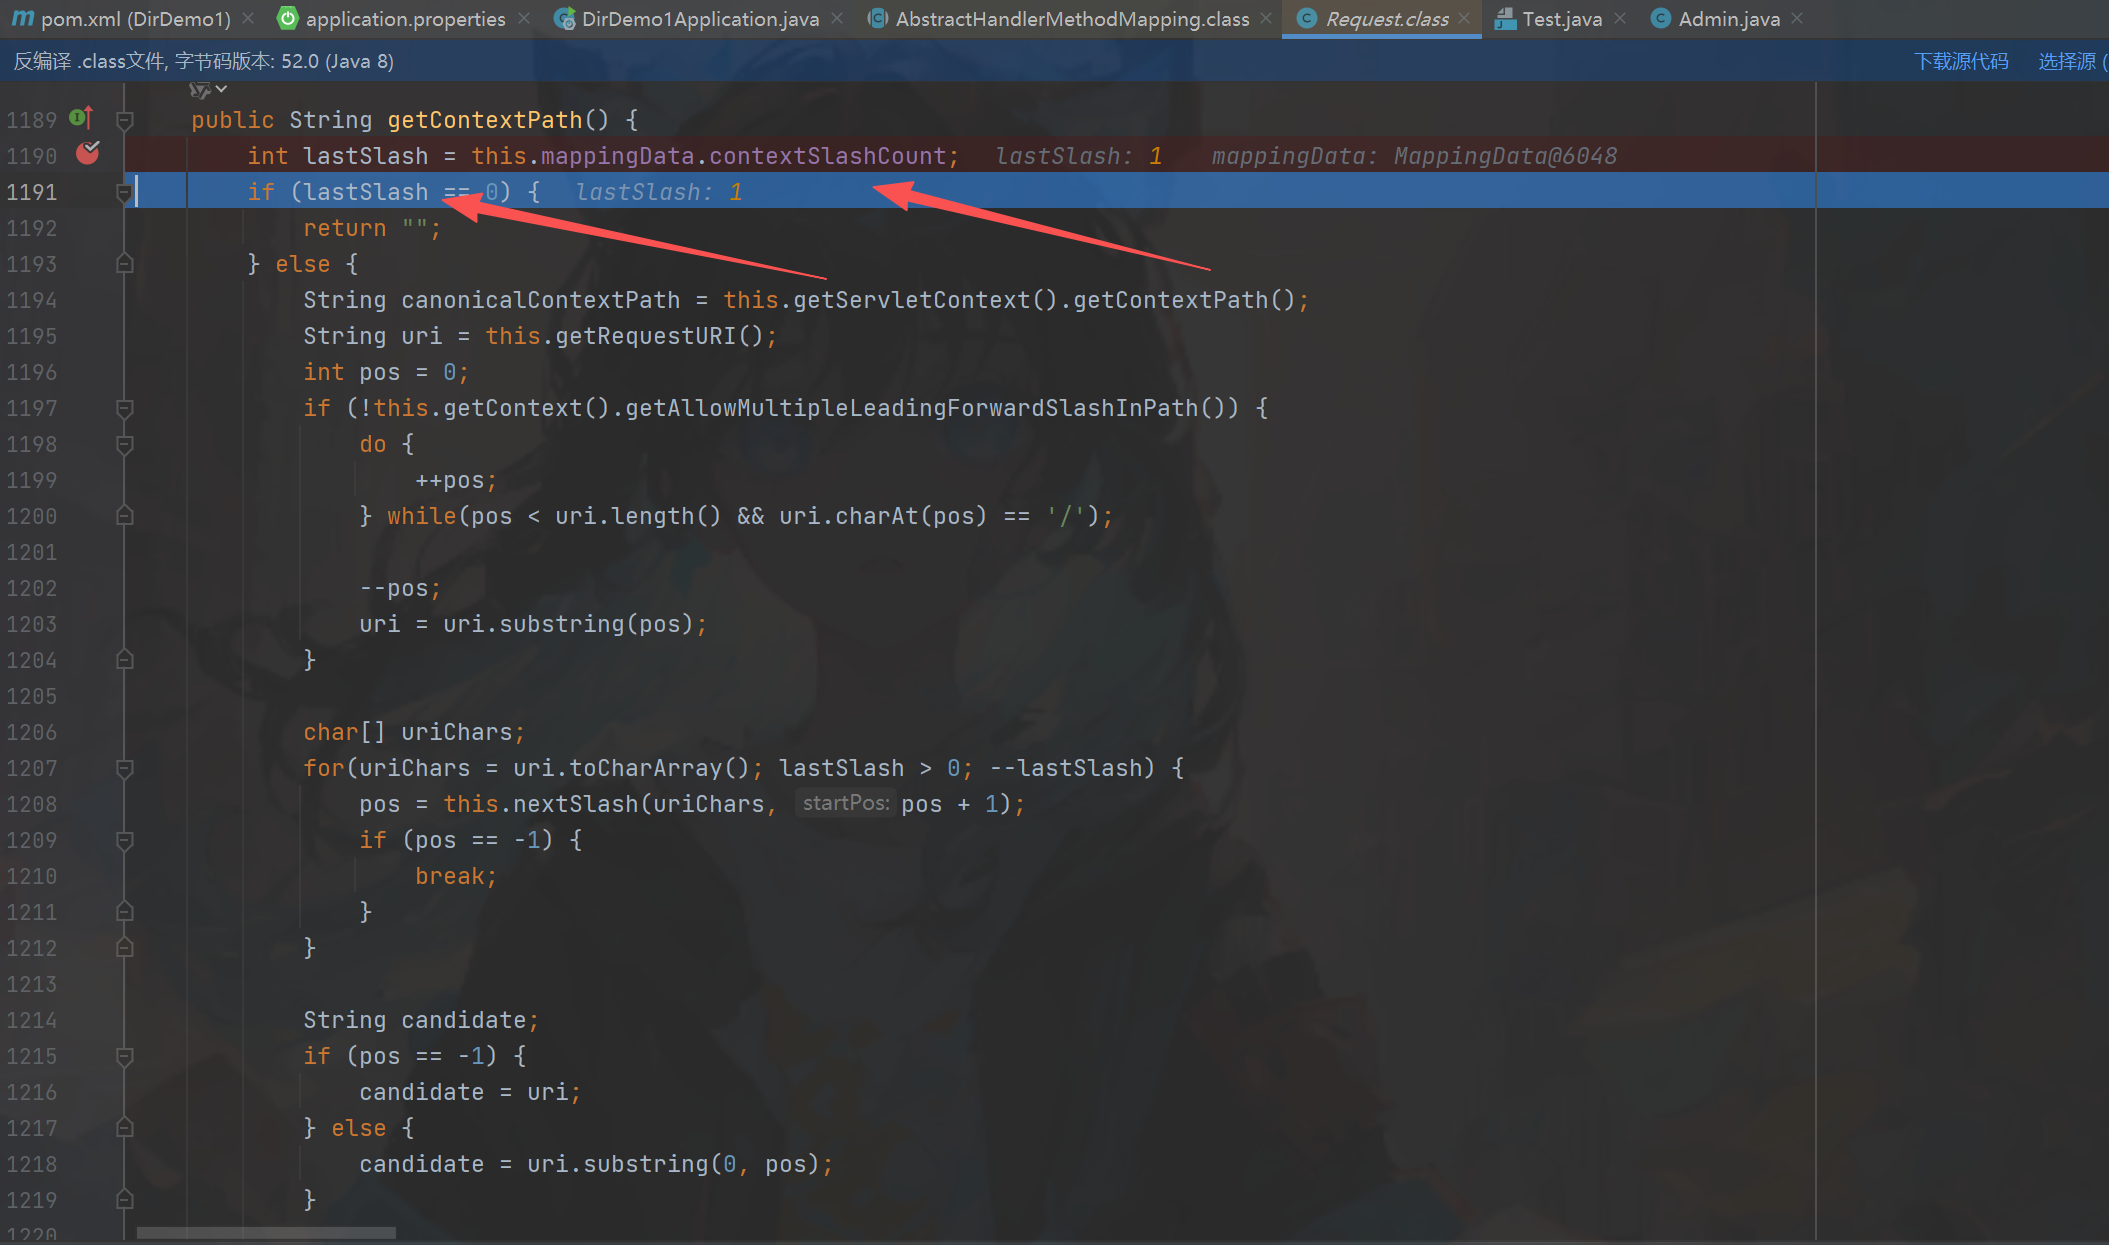 pom.xml (DirDemo1) application.properties DirDemo1Application.java AbstractHandlerMethodMapping.class Request.class Test.java Admin.java
反编译 .class文件, 字节码版本: 52.0 (Java 8) 下载源代码 选择源 (
1189 public String getContextPath() {
1190 int lastSlash = this.mappingData.contextSlashCount; lastSlash: 1 mappingData: MappingData@6048
1191 if (lastSlash == 0) { lastSlash: 1
1192 return "";
1193 } else {
1194 String canonicalContextPath = this.getServletContext().getContextPath();
1195 String uri = this.getRequestURI();
1196 int pos = 0;
1197 if (!this.getContext().getAllowMultipleLeadingForwardSlashInPath()) {
1198 do {
1199 ++pos;
1200 } while(pos < uri.length() && uri.charAt(pos) == '/');
1201
1202 --pos;
1203 uri = uri.substring(pos);
1204 }
1205
1206 char[] uriChars;
1207 for(uriChars = uri.toCharArray(); lastSlash > 0; --lastSlash) {
1208 pos = this.nextSlash(uriChars, startPos: pos + 1);
1209 if (pos == -1) {
1210 break;
1211 }
1212 }
1213
1214 String candidate;
1215 if (pos == -1) {
1216 candidate = uri;
1217 } else {
1218 candidate = uri.substring(0, pos);
1219 }
1220